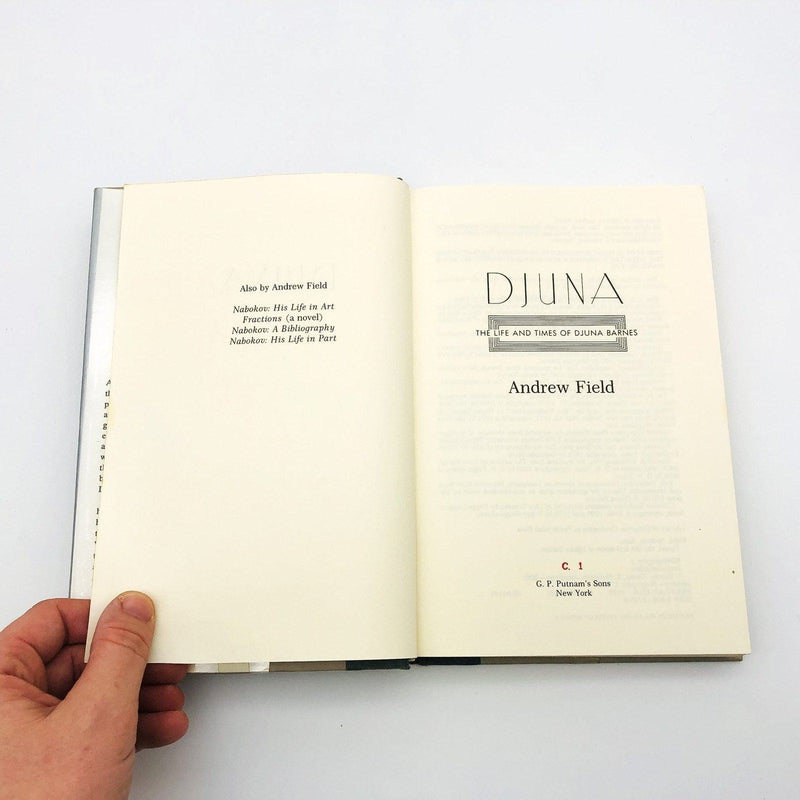 Also by Andrew Field
Nabokov: His Life in Art
Fractions (a novel)
Nabokov: A Bibliography
Nabokov: His Life in Part
DJUNA
THE LIFE AND TIMES OF DJUNA BARNES
Andrew Field
C. 1
G. P. Putnam's Sons
New York